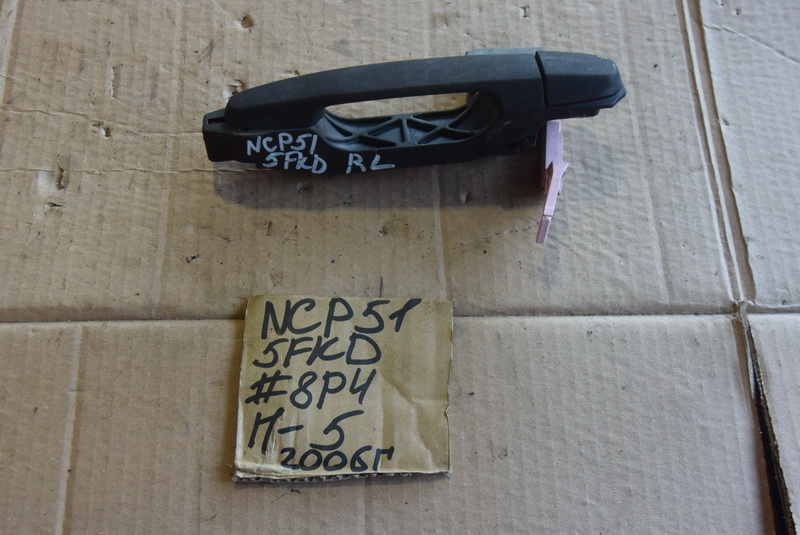 NCP51
5FKD RL
NCP51
5FKD
#8P4
П-5
2006г